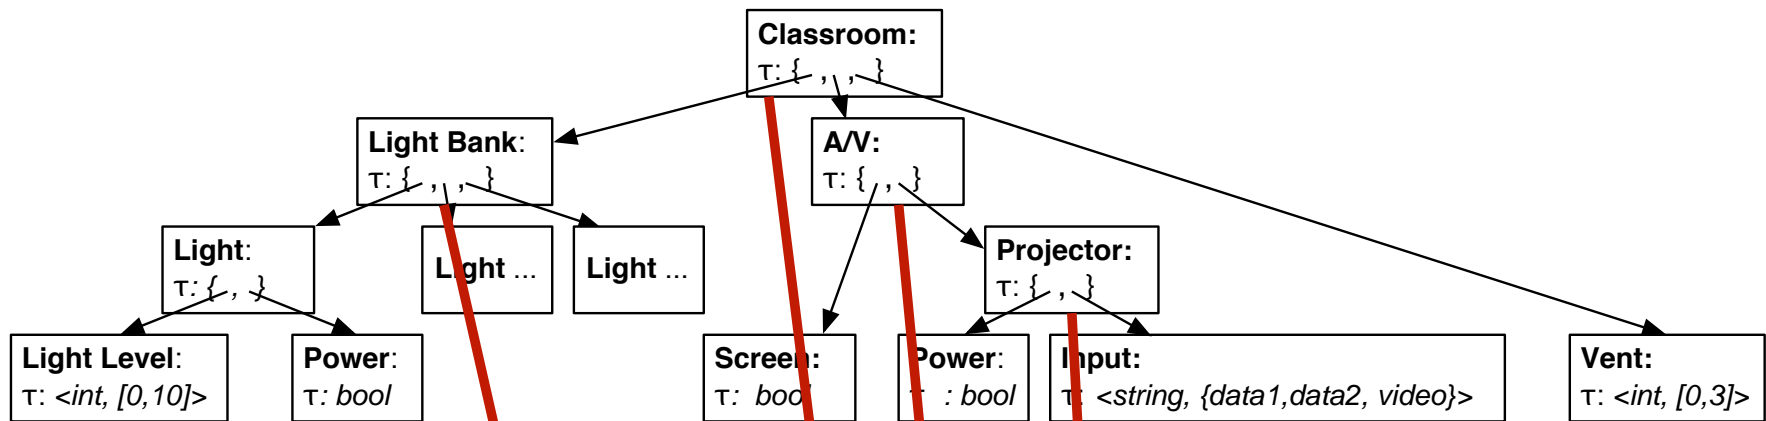 Classroom:
τ: { , , }
Light Bank:
τ: { , , }
A/V:
τ: { , }
Light:
τ: { , }
Light ...
Light ...
Projector:
τ: { , }
Light Level:
τ: <int, [0,10]>
Power:
τ: bool
Screen:
τ: bool
Power:
τ : bool
Input:
τ: <string, {data1,data2, video}>
Vent:
τ: <int, [0,3]>